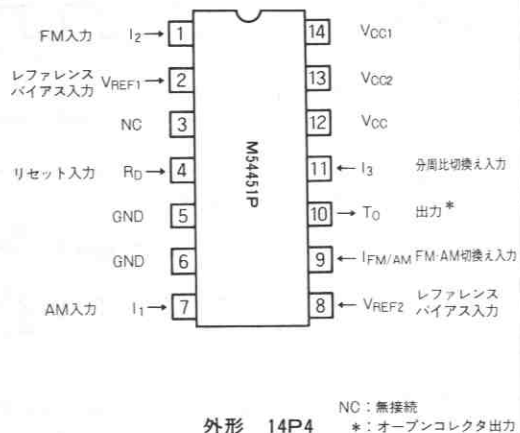 FM入力 I2→ 1
レファレンス
バイアス入力 VREF1→ 2
NC 3
リセット入力 RD→ 4
GND 5
GND 6
AM入力 I1→ 7
M54451P
14 VCC1
13 VCC2
12 VCC
11 ←I3 分周比切換え入力
10 →TO 出力*
9 ←IFM/AM FM·AM切換え入力
8 ←VREF2 レファレンス
バイアス入力
外形 14P4
NC：無接続
*：オープンコレクタ出力